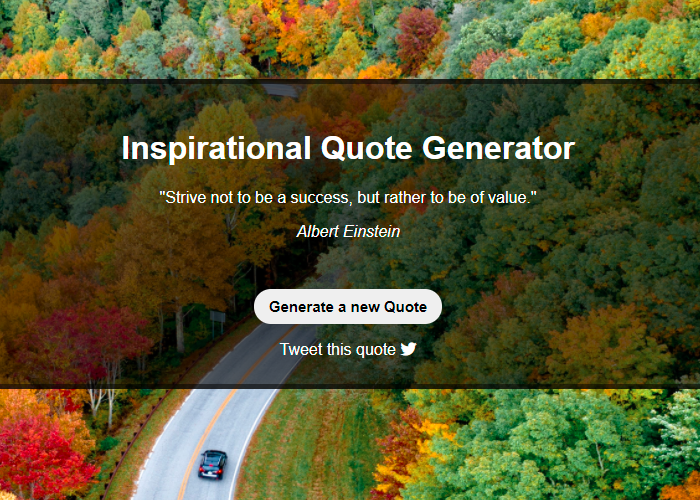 Inspirational Quote Generator
"Strive not to be a success, but rather to be of value."
Albert Einstein
Generate a new Quote
Tweet this quote